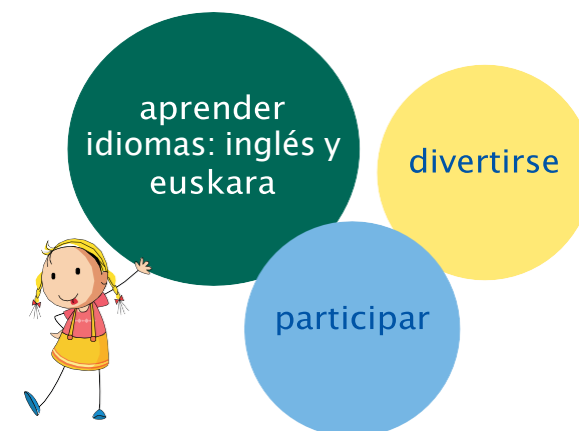 aprender
idiomas: inglés y
euskara
divertirse
participar